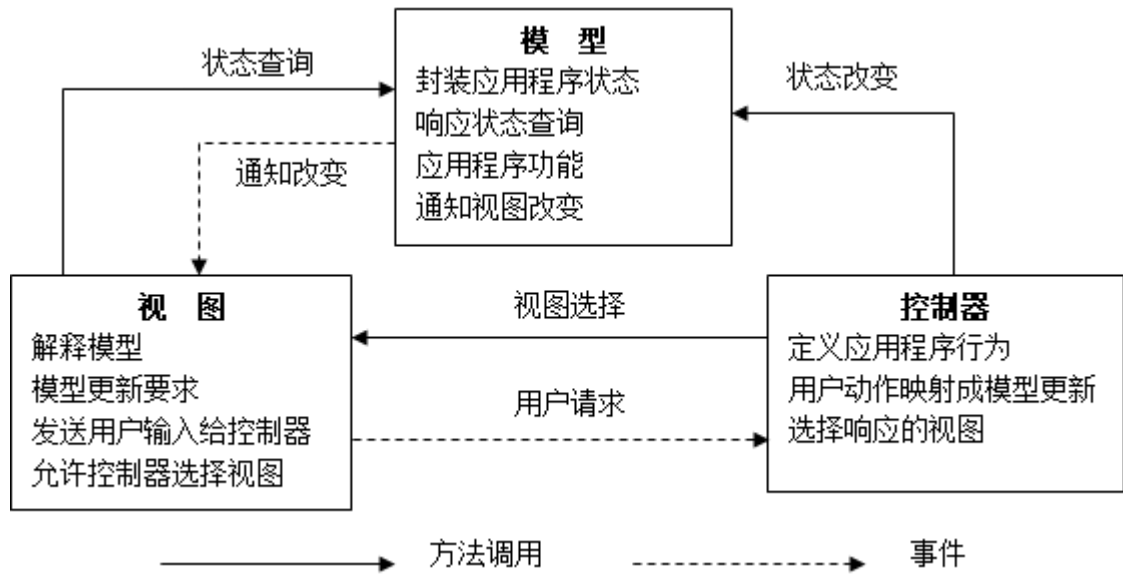 模 型
封装应用程序状态
响应状态查询
应用程序功能
通知视图改变
状态查询
状态改变
通知改变
视 图
解释模型
模型更新要求
发送用户输入给控制器
允许控制器选择视图
视图选择
用户请求
控制器
定义应用程序行为
用户动作映射成模型更新
选择响应的视图
方法调用
事件